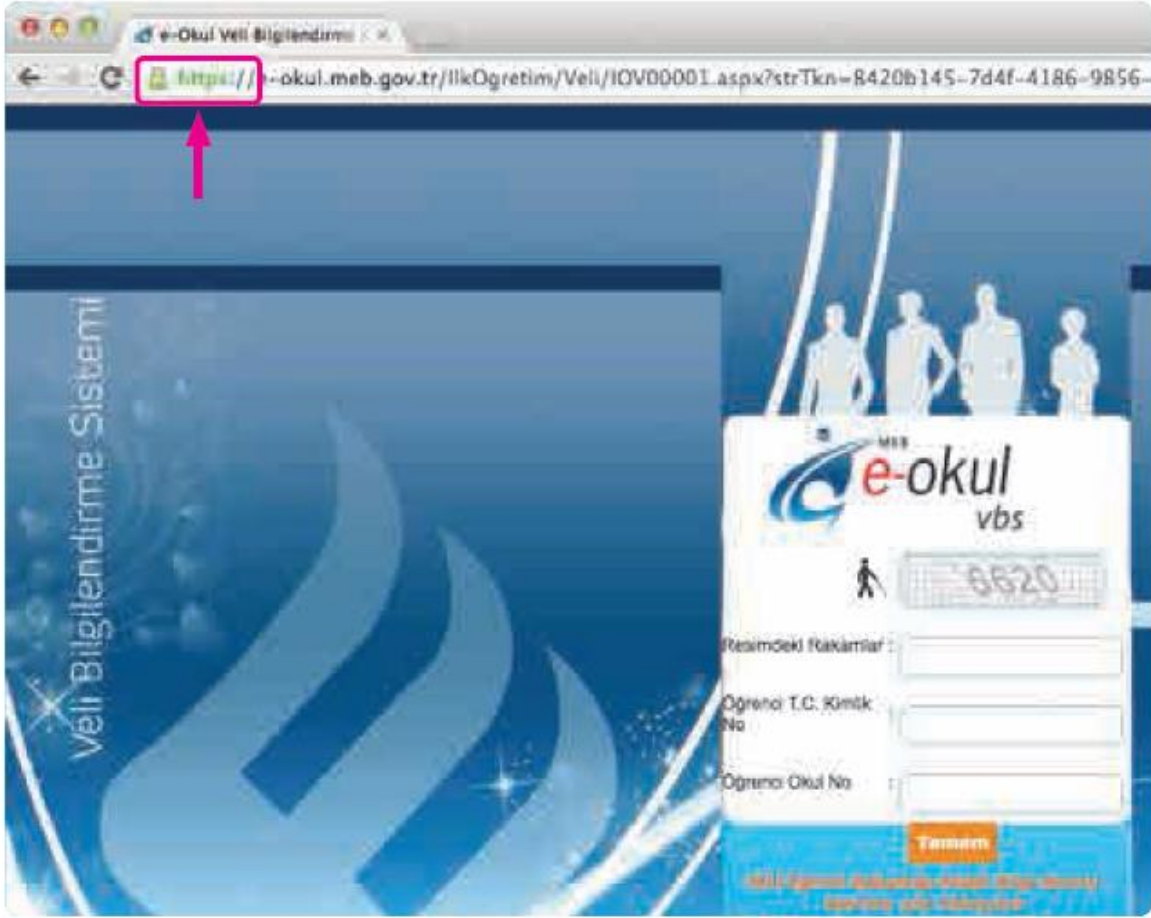 e-Okul Veli Bilgilendirme
https://e-okul.meb.gov.tr/IlkOgretim/Veli/IOV00001.aspx?strTkn=8420b145-7d4f-4186-9856-
Veli Bilgilendirme Sistemi
MEB
e-okul
vbs
6620
Resimdeki Rakamlar :
Öğrenci T.C. Kimlik
No :
Öğrenci Okul No :
Tamam